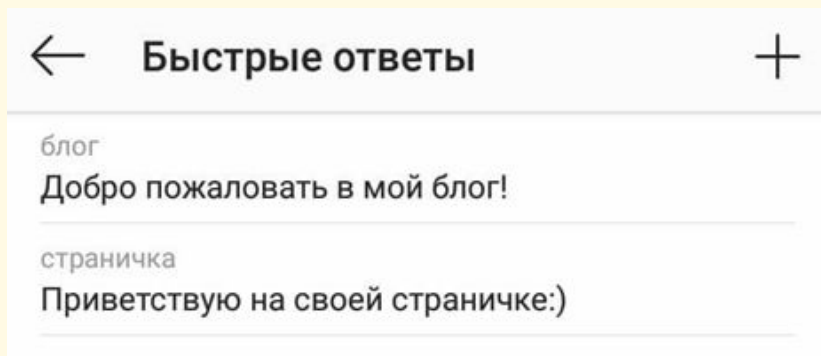 Быстрые ответы
блог
Добро пожаловать в мой блог!
страничка
Приветствую на своей страничке:)